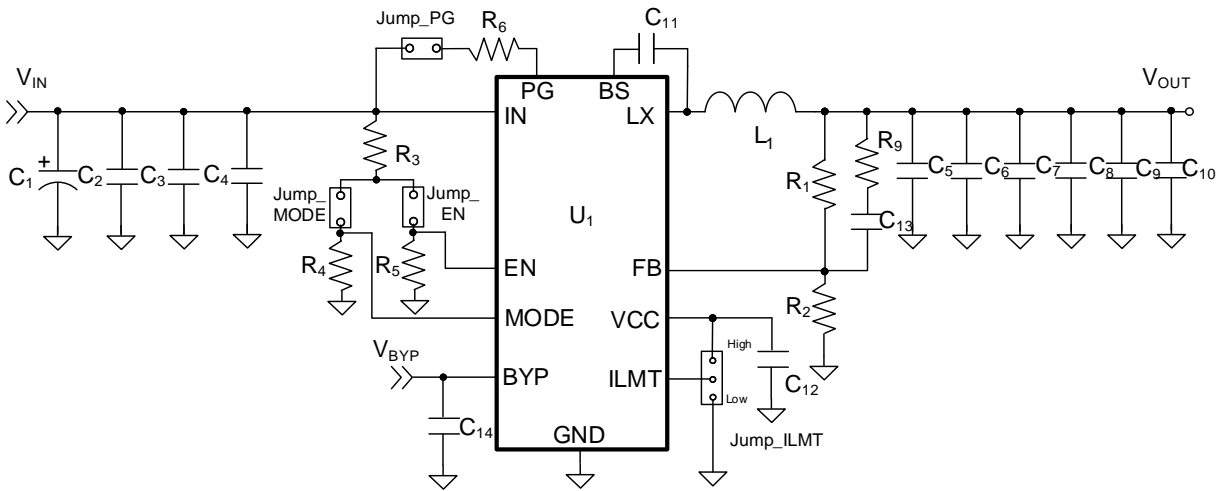 Jump_PG
R6
C11
VIN
PG
BS
VOUT
IN
LX
L1
R3
C1
+
C2
C3
C4
Jump_
MODE
Jump_
EN
U1
R1
R9
C13
C5
C6
C7
C8
C9
C10
R4
R5
EN
FB
MODE
VCC
R2
High
VBYP
BYP
ILMT
Low
C12
C14
GND
Jump_ILMT